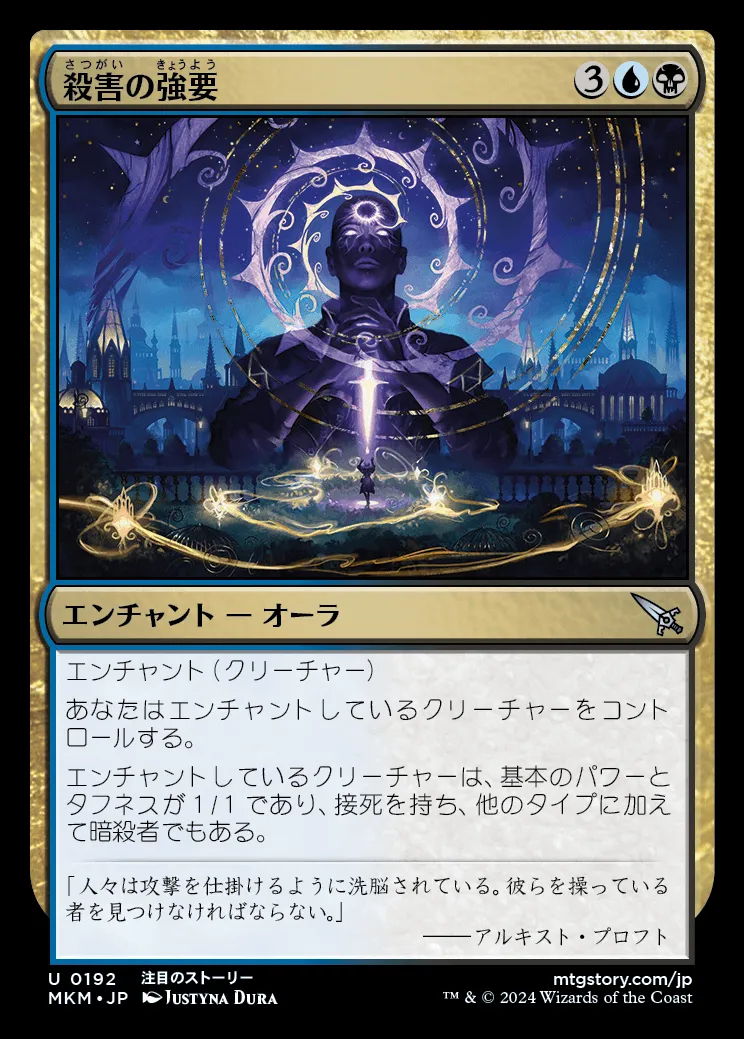 さつがい きょうよう
殺害の強要
3
エンチャント — オーラ
エンチャント（クリーチャー）
あなたはエンチャントしているクリーチャーをコント
ロールする。
エンチャントしているクリーチャーは、基本のパワーと
タフネスが1/1であり、接死を持ち、他のタイプに加え
て暗殺者でもある。
「人々は攻撃を仕掛けるように洗脳されている。彼らを操っている
者を見つけなければならない。」
――アルキスト・プロフト
U 0192 注目のストーリー
mtgstory.com/jp
MKM • JP Justyna Dura
™ & © 2024 Wizards of the Coast